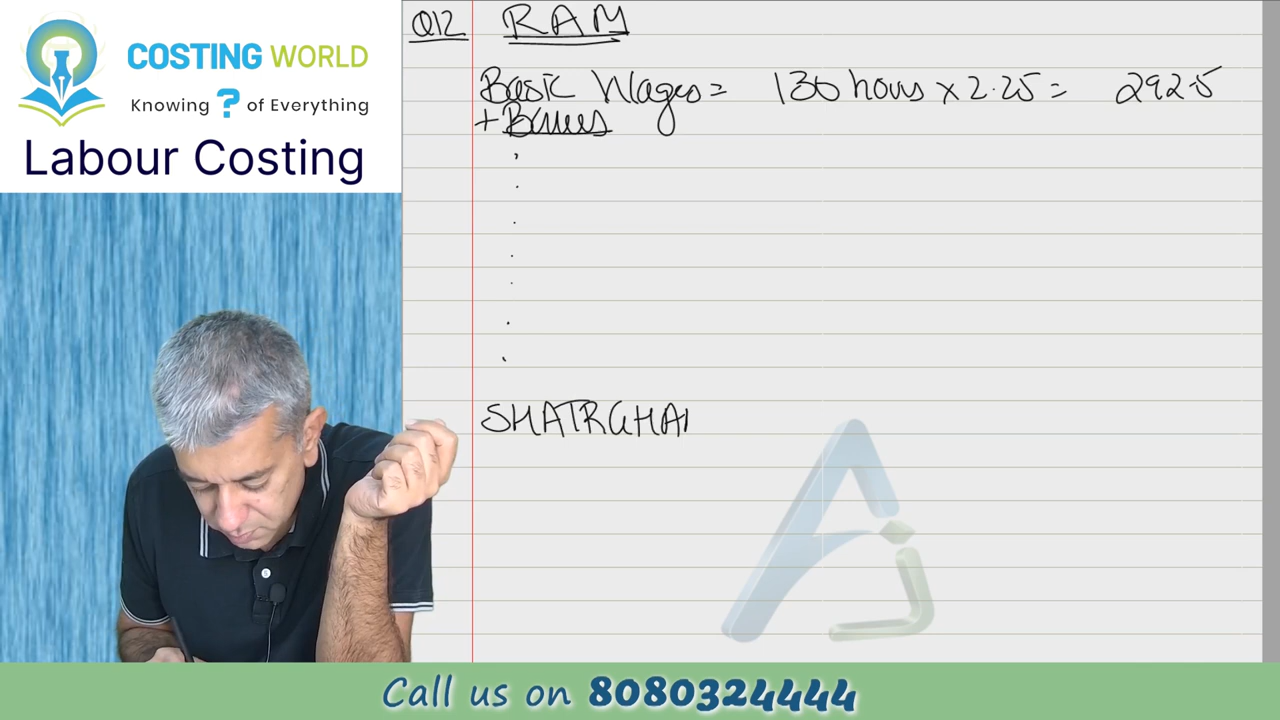 COSTING WORLD
Knowing ? of Everything
Labour Costing
Q12 RAM
Basic Wages = 130 hours × 2.25 = 292.5
+ Bonus
SHATRGHAN
Call us on 8080324444